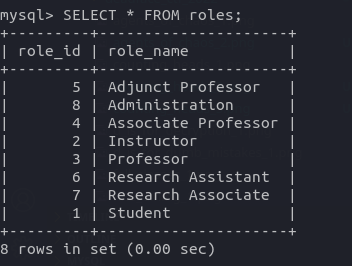 mysql> SELECT * FROM roles;
+---------+---------------------+
| role_id | role_name           |
+---------+---------------------+
|       5 | Adjunct Professor   |
|       8 | Administration      |
|       4 | Associate Professor |
|       2 | Instructor          |
|       3 | Professor           |
|       6 | Research Assistant  |
|       7 | Research Associate  |
|       1 | Student             |
+---------+---------------------+
8 rows in set (0.00 sec)